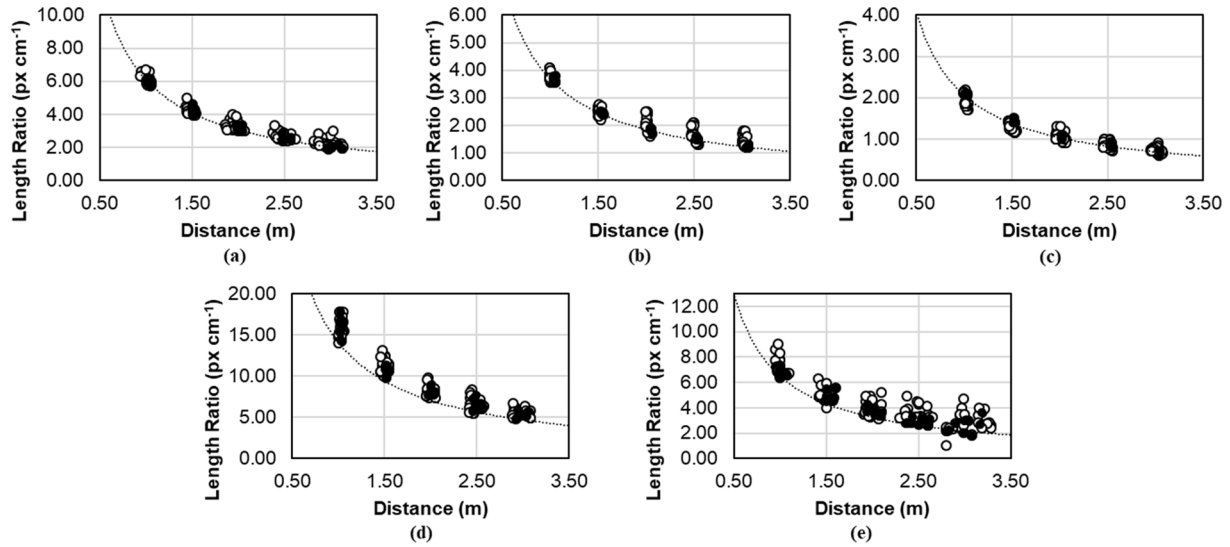 Length Ratio (px cm⁻¹)
10.00
8.00
6.00
4.00
2.00
0.00
0.50 1.50 2.50 3.50
Distance (m)
(a)
Length Ratio (px cm⁻¹)
6.00
5.00
4.00
3.00
2.00
1.00
0.00
0.50 1.50 2.50 3.50
Distance (m)
(b)
Length Ratio (px cm⁻¹)
4.00
3.00
2.00
1.00
0.00
0.50 1.50 2.50 3.50
Distance (m)
(c)
Length Ratio (px cm⁻¹)
20.00
15.00
10.00
5.00
0.00
0.50 1.50 2.50 3.50
Distance (m)
(d)
Length Ratio (px cm⁻¹)
12.00
10.00
8.00
6.00
4.00
2.00
0.00
0.50 1.50 2.50 3.50
Distance (m)
(e)